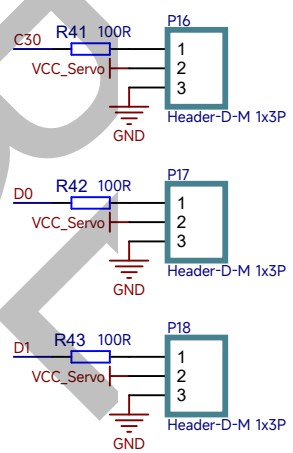 P16
R41 100R
C30
1
VCC_Servo
2
3
Header-D-M 1x3P
GND
P17
R42 100R
D0
1
VCC_Servo
2
3
Header-D-M 1x3P
GND
P18
R43 100R
D1
1
VCC_Servo
2
3
Header-D-M 1x3P
GND